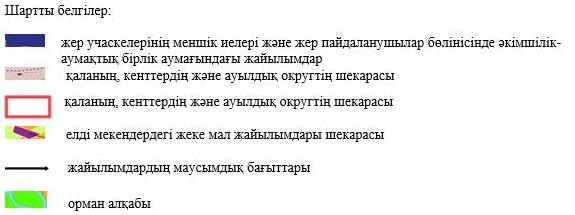 Шартты белгілер:
жер учаскелерінің меншік иелері және жер пайдаланушылар бөлінісінде әкімшілік-
аумақтық бірлік аумағындағы жайылымдар
қаланың, кенттердің және ауылдық округтің шекарасы
қаланың, кенттердің және ауылдық округтің шекарасы
елді мекендердегі жеке мал жайылымдары шекарасы
жайылымдардың маусымдық бағыттары
орман алқабы